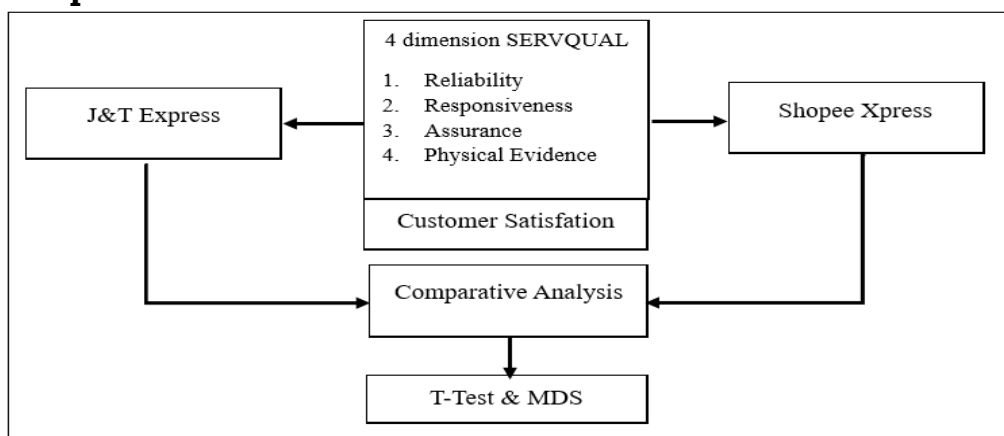 4 dimension SERVQUAL
1. Reliability
2. Responsiveness
3. Assurance
4. Physical Evidence
J&T Express
Shopee Xpress
Customer Satisfation
Comparative Analysis
T-Test & MDS